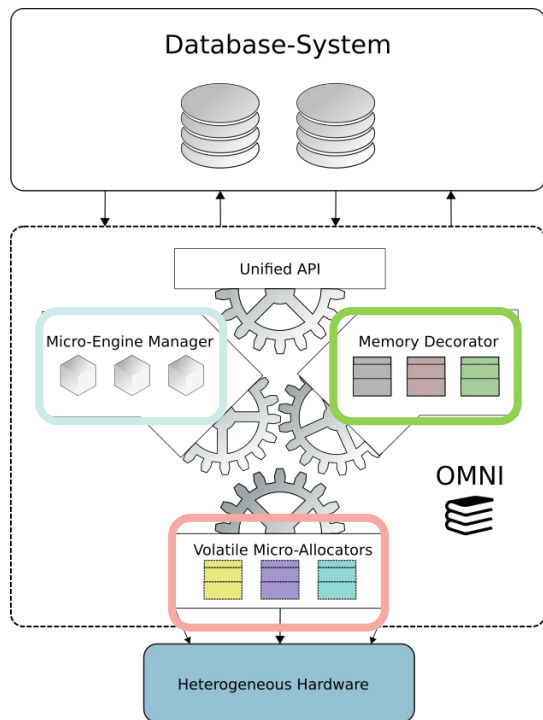 Database-System
Unified API
Micro-Engine Manager
Memory Decorator
OMNI
Volatile Micro-Allocators
Heterogeneous Hardware